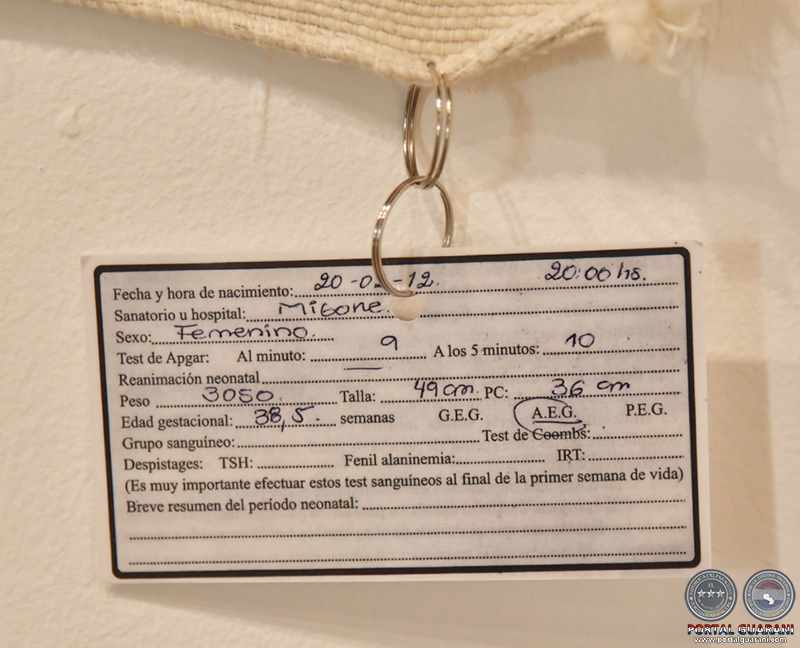 Fecha y hora de nacimiento: 20-0 -12. 20:00 hs.
Sanatorio u hospital: Migone.
Sexo: Femenino.
Test de Apgar: Al minuto: 9 A los 5 minutos: 10
Reanimación neonatal
Peso 3050. Talla: 49 cm. PC: 36 cm
Edad gestacional: 38,5. semanas G.E.G. A.E.G. P.E.G.
Grupo sanguíneo: Test de Coombs:
Despistages: TSH: Fenil alaninemia: IRT:
(Es muy importante efectuar estos test sanguíneos al final de la primer semana de vida)
Breve resumen del período neonatal:
PORTAL GUARANI
www.portalguarani.com